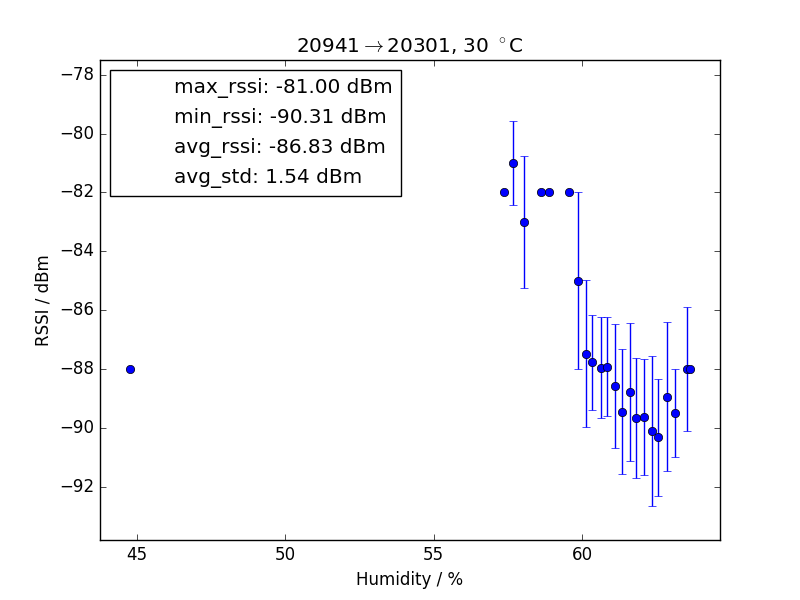 20941→20301, 30 °C
max_rssi: -81.00 dBm
min_rssi: -90.31 dBm
avg_rssi: -86.83 dBm
avg_std: 1.54 dBm
−78
−80
−82
−84
−86
−88
−90
−92
RSSI / dBm
45 50 55 60
Humidity / %